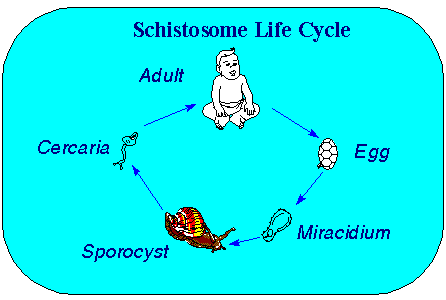 Schistosome Life Cycle
Adult
Cercaria
Egg
Miracidium
Sporocyst